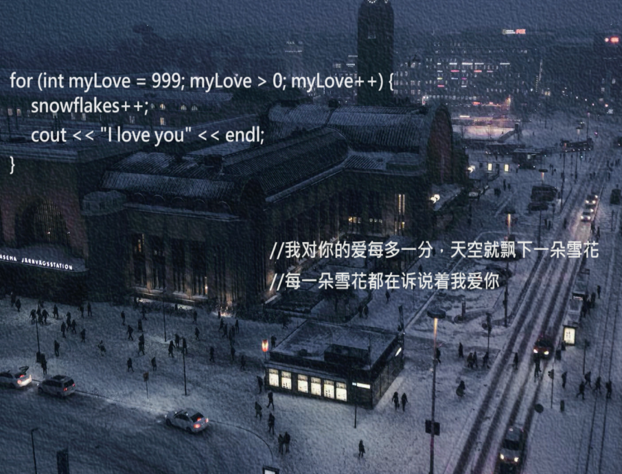 for (int myLove = 999; myLove > 0; myLove++) {
snowflakes++;
cout << "I love you" << endl;
}
//我对你的爱每多一分，天空就飘下一朵雪花
//每一朵雪花都在诉说着我爱你
JÄRNVÄGSSTATION